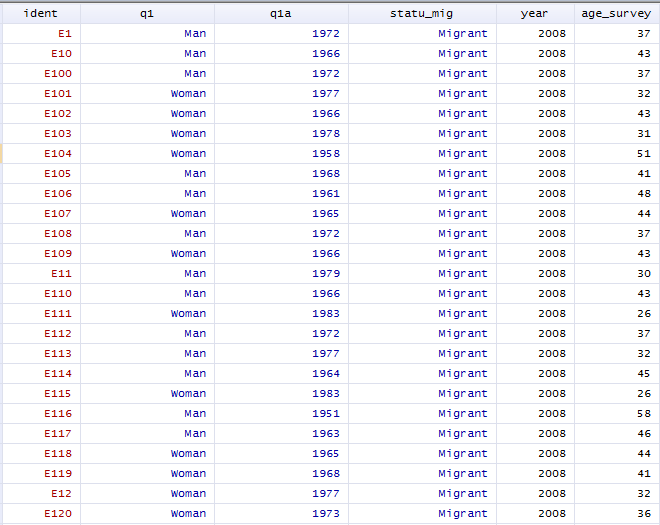 ident q1 q1a statu_mig year age_survey
E1 Man 1972 Migrant 2008 37
E10 Man 1966 Migrant 2008 43
E100 Man 1972 Migrant 2008 37
E101 Woman 1977 Migrant 2008 32
E102 Woman 1966 Migrant 2008 43
E103 Woman 1978 Migrant 2008 31
E104 Woman 1958 Migrant 2008 51
E105 Man 1968 Migrant 2008 41
E106 Man 1961 Migrant 2008 48
E107 Woman 1965 Migrant 2008 44
E108 Man 1972 Migrant 2008 37
E109 Woman 1966 Migrant 2008 43
E11 Man 1979 Migrant 2008 30
E110 Man 1966 Migrant 2008 43
E111 Woman 1983 Migrant 2008 26
E112 Man 1972 Migrant 2008 37
E113 Man 1977 Migrant 2008 32
E114 Man 1964 Migrant 2008 45
E115 Woman 1983 Migrant 2008 26
E116 Man 1951 Migrant 2008 58
E117 Man 1963 Migrant 2008 46
E118 Woman 1965 Migrant 2008 44
E119 Woman 1968 Migrant 2008 41
E12 Woman 1977 Migrant 2008 32
E120 Woman 1973 Migrant 2008 36